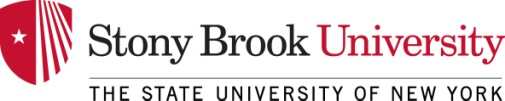 Stony Brook University
THE STATE UNIVERSITY OF NEW YORK